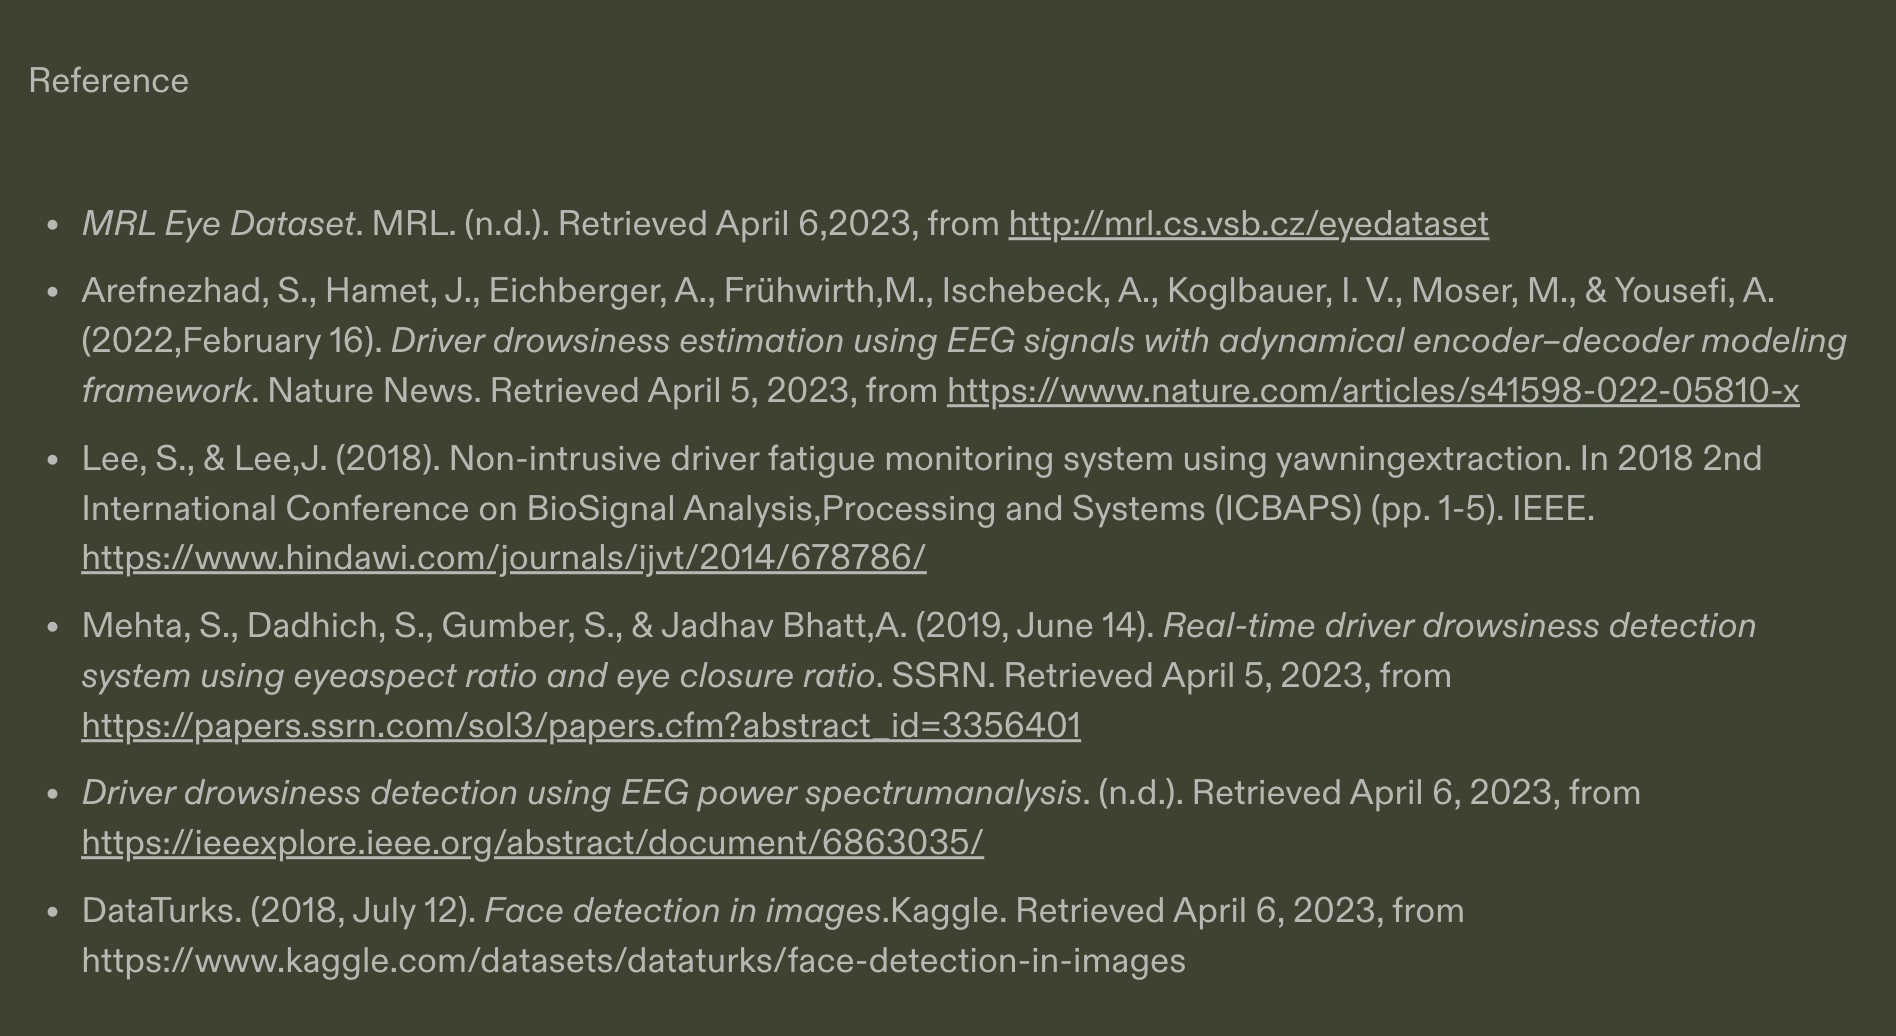 Reference
• MRL Eye Dataset. MRL. (n.d.). Retrieved April 6,2023, from http://mrl.cs.vsb.cz/eyedataset
• Arefnezhad, S., Hamet, J., Eichberger, A., Frühwirth,M., Ischebeck, A., Koglbauer, I. V., Moser, M., & Yousefi, A.
(2022,February 16). Driver drowsiness estimation using EEG signals with adynamical encoder–decoder modeling
framework. Nature News. Retrieved April 5, 2023, from https://www.nature.com/articles/s41598-022-05810-x
• Lee, S., & Lee,J. (2018). Non-intrusive driver fatigue monitoring system using yawningextraction. In 2018 2nd
International Conference on BioSignal Analysis,Processing and Systems (ICBAPS) (pp. 1-5). IEEE.
https://www.hindawi.com/journals/ijvt/2014/678786/
• Mehta, S., Dadhich, S., Gumber, S., & Jadhav Bhatt,A. (2019, June 14). Real-time driver drowsiness detection
system using eyeaspect ratio and eye closure ratio. SSRN. Retrieved April 5, 2023, from
https://papers.ssrn.com/sol3/papers.cfm?abstract_id=3356401
• Driver drowsiness detection using EEG power spectrumanalysis. (n.d.). Retrieved April 6, 2023, from
https://ieeexplore.ieee.org/abstract/document/6863035/
• DataTurks. (2018, July 12). Face detection in images.Kaggle. Retrieved April 6, 2023, from
https://www.kaggle.com/datasets/dataturks/face-detection-in-images